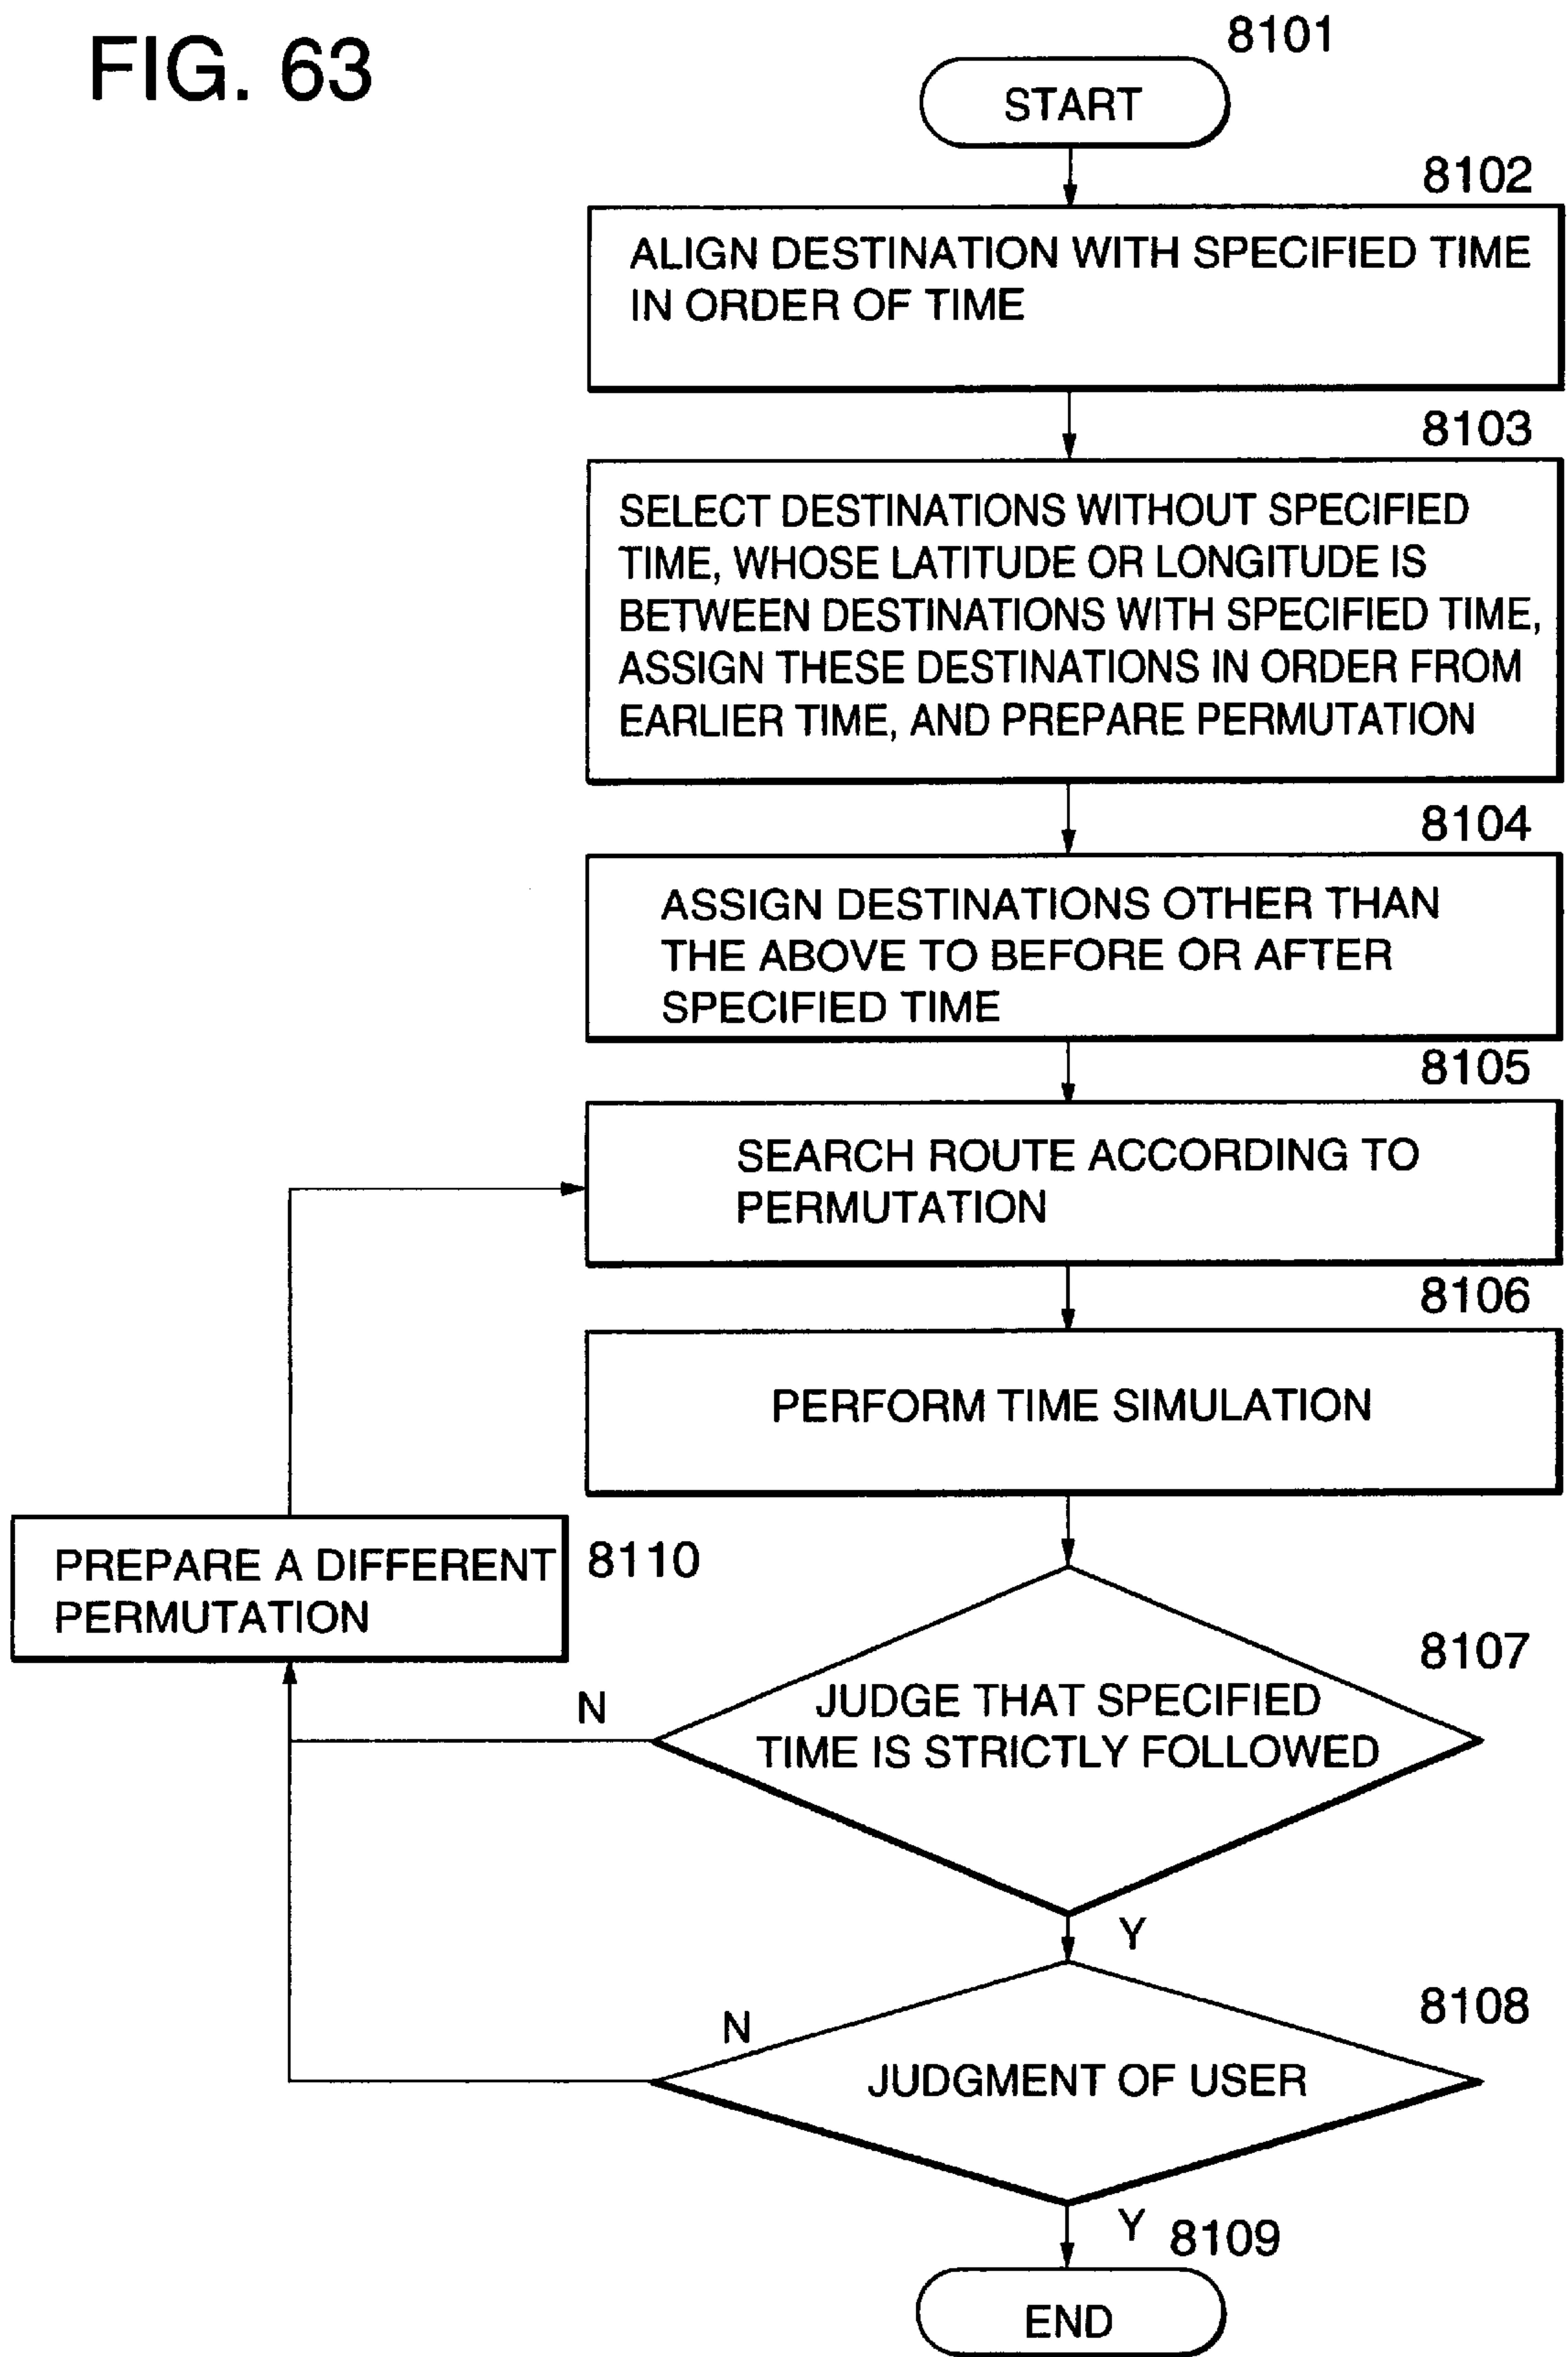 FIG. 63
8101
START
8102
ALIGN DESTINATION WITH SPECIFIED TIME
IN ORDER OF TIME
8103
SELECT DESTINATIONS WITHOUT SPECIFIED
TIME, WHOSE LATITUDE OR LONGITUDE IS
BETWEEN DESTINATIONS WITH SPECIFIED TIME,
ASSIGN THESE DESTINATIONS IN ORDER FROM
EARLIER TIME, AND PREPARE PERMUTATION
8104
ASSIGN DESTINATIONS OTHER THAN
THE ABOVE TO BEFORE OR AFTER
SPECIFIED TIME
8105
SEARCH ROUTE ACCORDING TO
PERMUTATION
8106
PERFORM TIME SIMULATION
PREPARE A DIFFERENT
PERMUTATION
8110
8107
JUDGE THAT SPECIFIED
TIME IS STRICTLY FOLLOWED
N
Y
8108
N
JUDGMENT OF USER
Y
8109
END